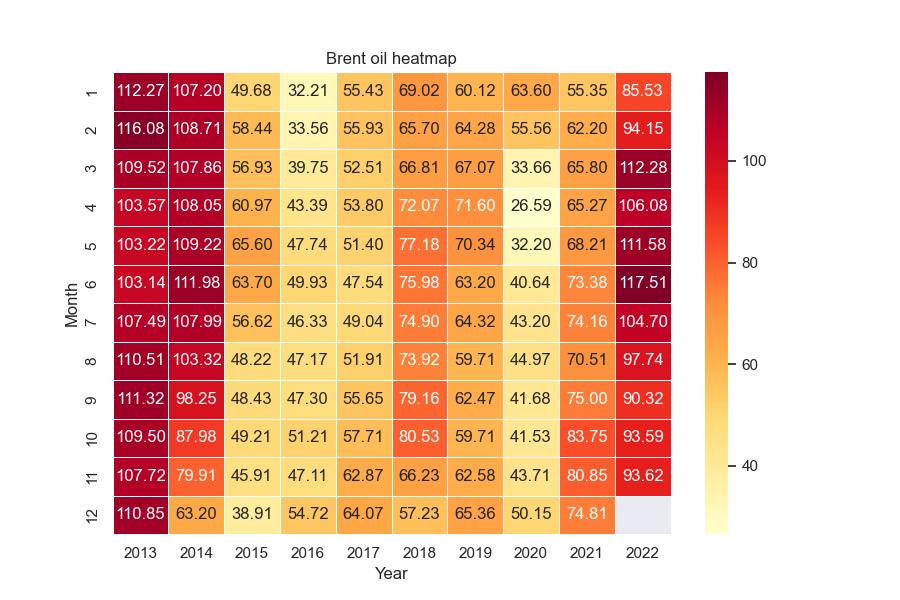 Brent oil heatmap
1 112.27 107.20 49.68 32.21 55.43 69.02 60.12 63.60 55.35 85.53
2 116.08 108.71 58.44 33.56 55.93 65.70 64.28 55.56 62.20 94.15
3 109.52 107.86 56.93 39.75 52.51 66.81 67.07 33.66 65.80 112.28
4 103.57 108.05 60.97 43.39 53.80 72.07 71.60 26.59 65.27 106.08
5 103.22 109.22 65.60 47.74 51.40 77.18 70.34 32.20 68.21 111.58
6 103.14 111.98 63.70 49.93 47.54 75.98 63.20 40.64 73.38 117.51
7 107.49 107.99 56.62 46.33 49.04 74.90 64.32 43.20 74.16 104.70
8 110.51 103.32 48.22 47.17 51.91 73.92 59.71 44.97 70.51 97.74
9 111.32 98.25 48.43 47.30 55.65 79.16 62.47 41.68 75.00 90.32
10 109.50 87.98 49.21 51.21 57.71 80.53 59.71 41.53 83.75 93.59
11 107.72 79.91 45.91 47.11 62.87 66.23 62.58 43.71 80.85 93.62
12 110.85 63.20 38.91 54.72 64.07 57.23 65.36 50.15 74.81
2013 2014 2015 2016 2017 2018 2019 2020 2021 2022
Year
Month
100
80
60
40